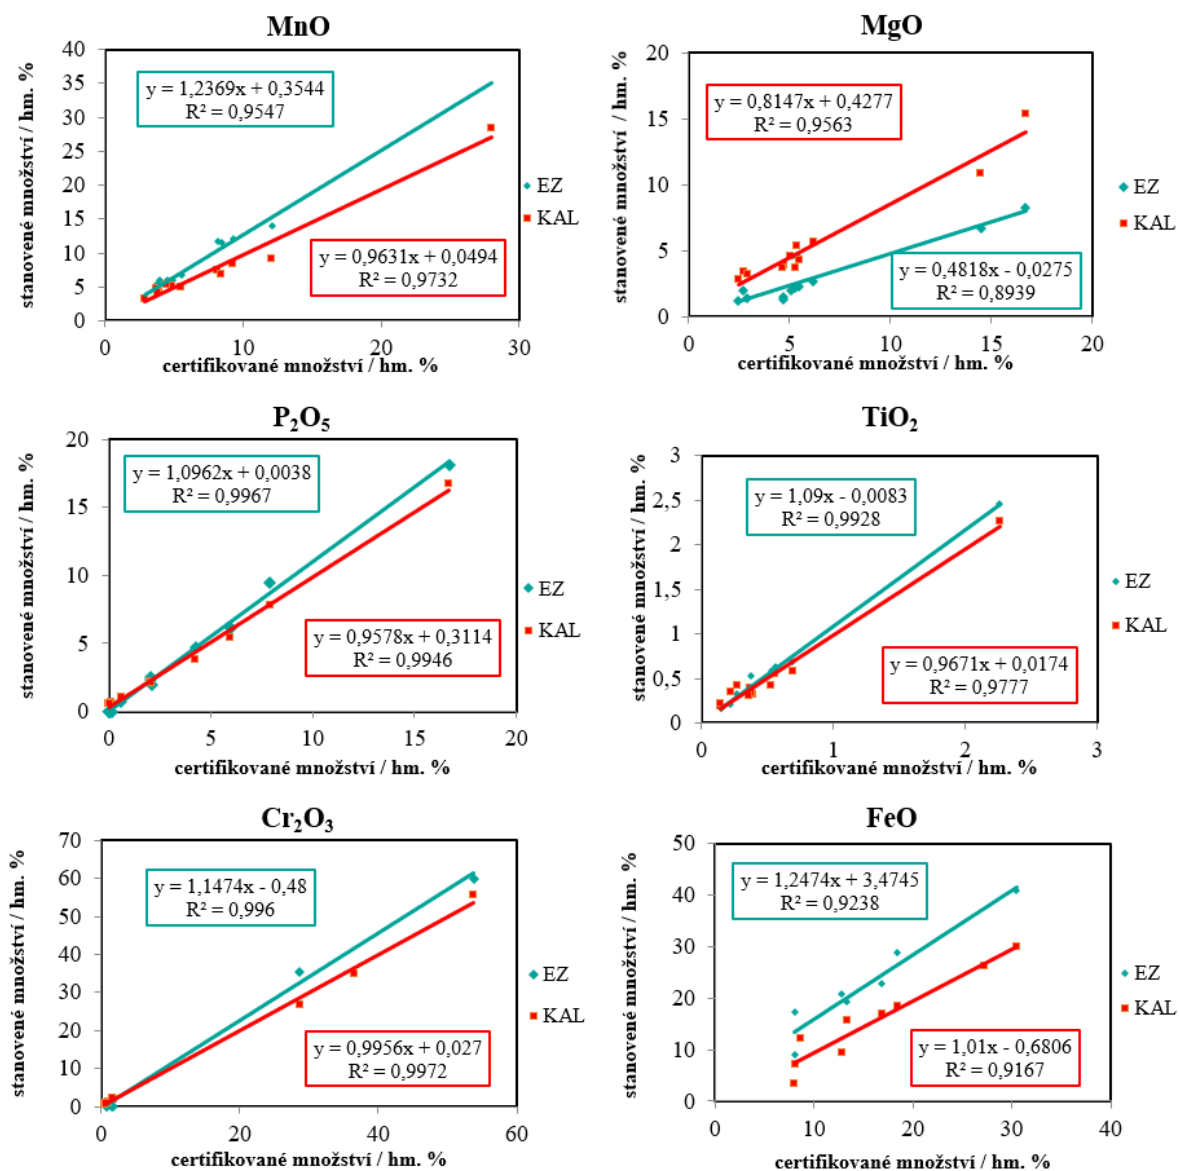 MnO
stanovené množství / hm. %
40
35
30
25
20
15
10
5
0
y = 1,2369x + 0,3544
R² = 0,9547
y = 0,9631x + 0,0494
R² = 0,9732
EZ
KAL
0
10
20
30
certifikované množství / hm. %
MgO
stanovené množství / hm. %
20
15
10
5
0
y = 0,8147x + 0,4277
R² = 0,9563
y = 0,4818x - 0,0275
R² = 0,8939
EZ
KAL
0
5
10
15
20
certifikované množství / hm. %
P₂O₅
stanovené množství / hm. %
20
15
10
5
0
y = 1,0962x + 0,0038
R² = 0,9967
y = 0,9578x + 0,3114
R² = 0,9946
EZ
KAL
0
5
10
15
20
certifikované množství / hm. %
TiO₂
stanovené množství / hm. %
3
2,5
2
1,5
1
0,5
0
y = 1,09x - 0,0083
R² = 0,9928
y = 0,9671x + 0,0174
R² = 0,9777
EZ
KAL
0
1
2
3
certifikované množství / hm. %
Cr₂O₃
stanovené množství / hm. %
70
60
50
40
30
20
10
0
y = 1,1474x - 0,48
R² = 0,996
y = 0,9956x + 0,027
R² = 0,9972
EZ
KAL
0
20
40
60
certifikované množství / hm. %
FeO
stanovené množství / hm. %
50
40
30
20
10
0
y = 1,2474x + 3,4745
R² = 0,9238
y = 1,01x - 0,6806
R² = 0,9167
EZ
KAL
0
10
20
30
40
certifikované množství / hm. %